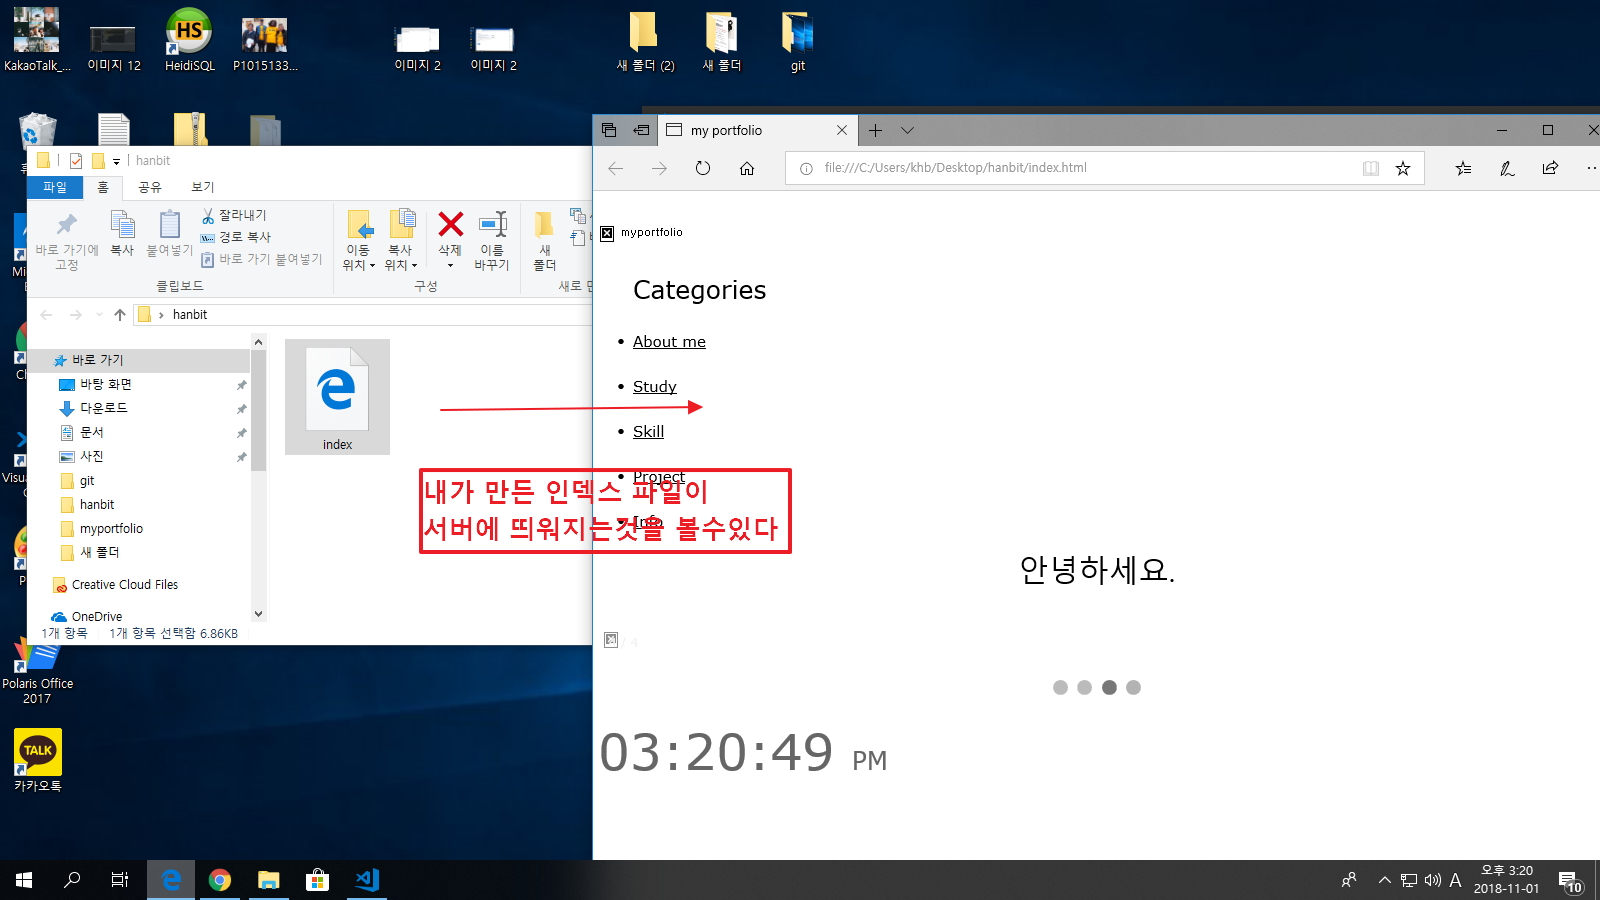 KakaoTalk_...
이미지 12
HS
HeidiSQL
P1015133...
이미지 2
이미지 2
새 폴더 (2)
새 폴더
git
hanbit
파일
홈
공유
보기
바로 가기에
고정
복사
붙여넣기
잘라내기
경로 복사
바로 가기 붙여넣기
클립보드
이동
위치
복사
위치
삭제
이름
바꾸기
구성
새
폴더
hanbit
바로 가기
바탕 화면
다운로드
문서
사진
git
hanbit
myportfolio
새 폴더
Creative Cloud Files
OneDrive
1개 항목
1개 항목 선택함 6.86KB
index
내가 만든 인덱스 파일이
서버에 띄워지는것을 볼수있다
my portfolio
file:///C:/Users/khb/Desktop/hanbit/index.html
myportfolio
Categories
• About me
• Study
• Skill
• Project
• Info
안녕하세요.
/ 4
03:20:49 PM
Polaris Office
2017
TALK
카카오톡
A
오후 3:20
2018-11-01
10